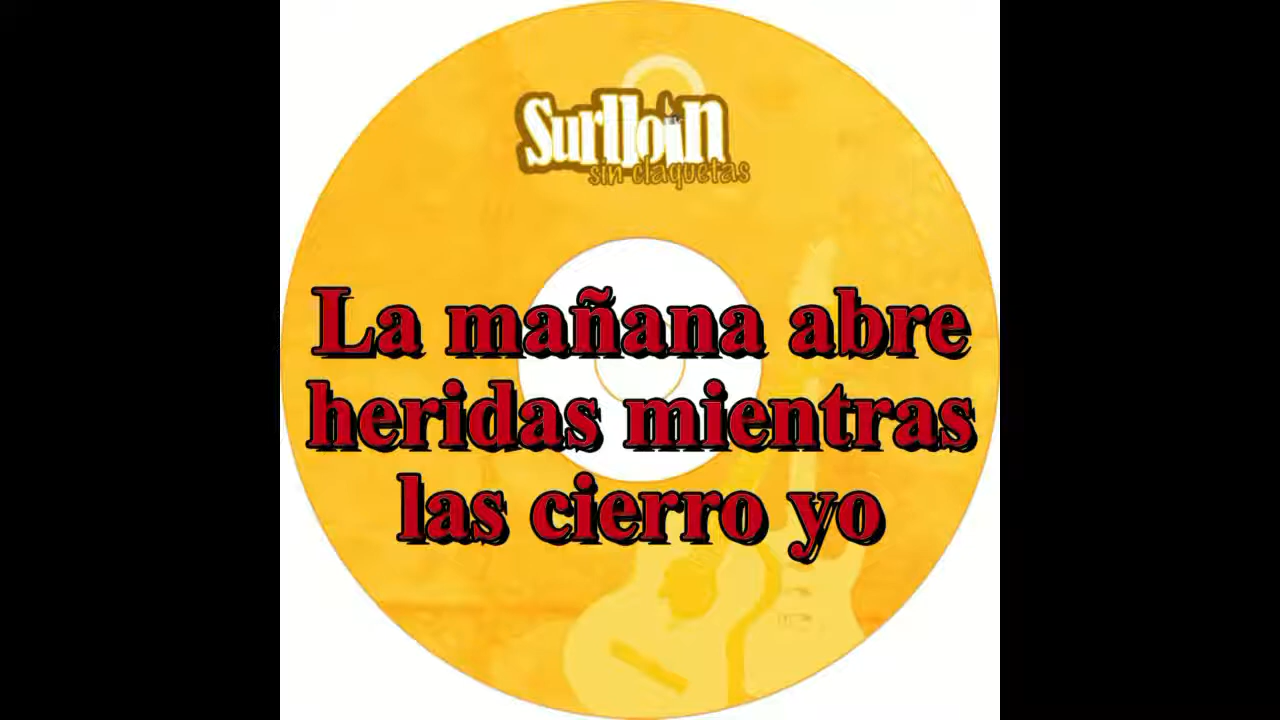 Surlloin
sin claquetas
La mañana abre
heridas mientras
las cierro yo